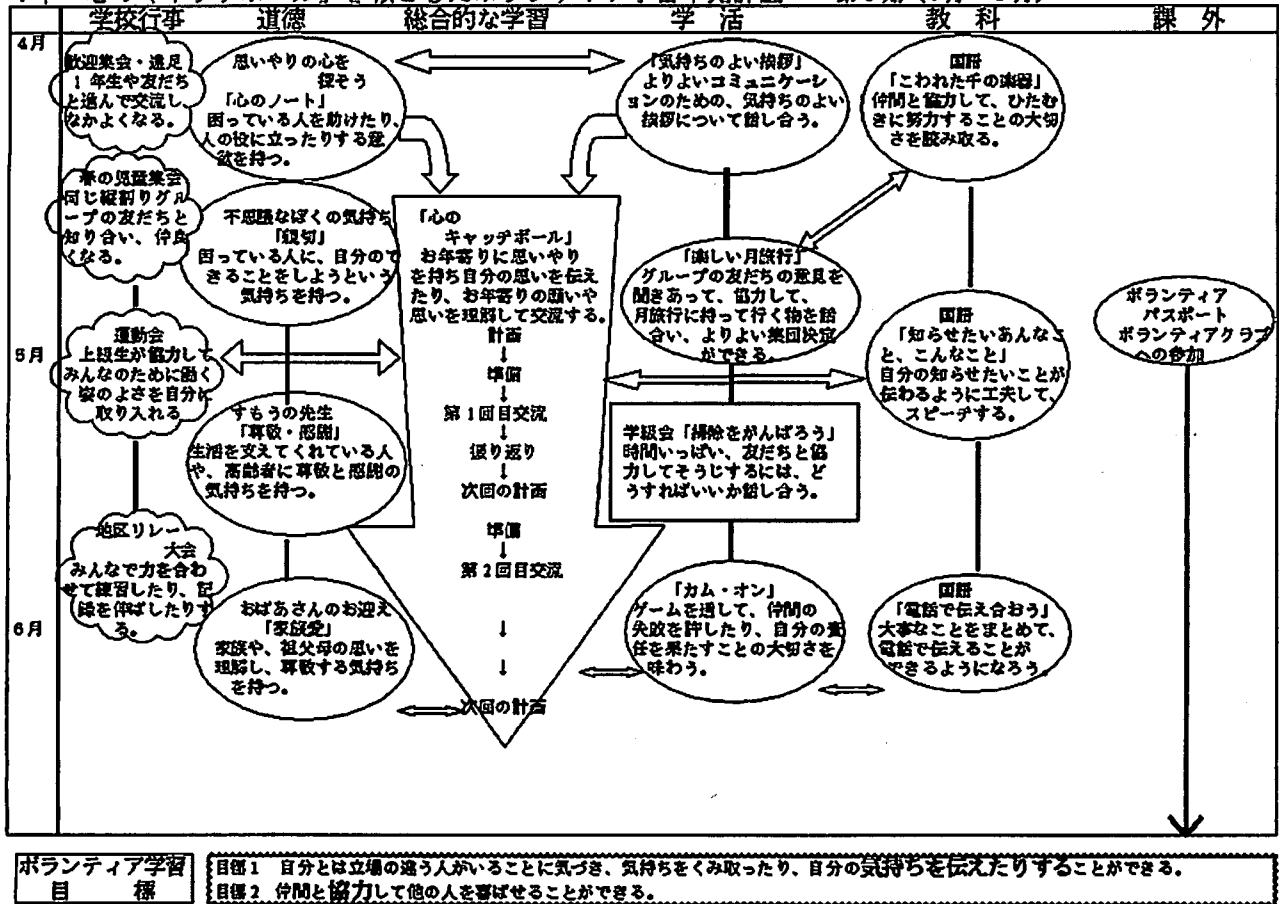 学校行事 道徳 総合的な学習 学活 教科 課外
4月
歓迎集会・遠足
1年生や友だち
と進んで交流し、
なかよくなる。
思いやりの心を
探そう
「心のノート」
困っている人を助けたり、
人の役に立ったりする意
欲を持つ。
「気持ちのよい挨拶」
よりよいコミュニケーシ
ョンのための、気持ちのよい
挨拶について話し合う。
国語
「こわれた千の楽器」
仲間と協力して、ひたむ
きに努力することの大切
さを読み取る。
春の児童集会
同じ縦割りグル
ープの友だちと
知り合い、仲良
くなる。
不思議なぼくの気持ち
「親切」
困っている人に、自分ので
きることをしようという
気持ちを持つ。
「心の
キャッチボール」
お年寄りに思いやり
を持ち自分の思いを伝え
たり、お年寄りの願いや
思いを理解して交流する。
計画
↓
準備
↓
第1回目交流
↓
振り返り
↓
次回の計画
準備
↓
第2回目交流
↓
↓
次回の計画
「楽しい月旅行」
グループの友だちの意見を
聞きあって、協力して、
月旅行に持って行く物を話
合い、よりよい集団決定
ができる。
5月
運動会
上級生が協力して
みんなのために働く
姿のよさを自分に
取り入れる
すもうの先生
「尊敬・感謝」
生活を支えてくれている人
や、高齢者に尊敬と感謝の
気持ちを持つ。
学級会「掃除をがんばろう」
時間いっぱい、友だちと協
力してそうじするには、ど
うすればいいか話し合う。
国語
「知らせたいあんなこ
と、こんなこと」
自分の知らせたいことが
伝わるように工夫して、
スピーチする。
ボランティア
パスポート
ボランティアクラブ
への参加
地区リレー
大会
みんなで力を合わ
せて練習したり、記
録を伸ばしたりす
る。
6月
おばあさんのお迎え
「家族愛」
家族や、祖父母の思いを
理解し、尊敬する気持ち
を持つ。
「カム・オン」
ゲームを通して、仲間の
失敗を許したり、自分の責
任を果たすことの大切さを
味わう。
国語
「電話で伝え合おう」
大事なことをまとめて、
電話で伝えることが
できるようになろう。
ボランティア学習
目標
目標1 自分とは立場の違う人がいることに気づき、気持ちをくみ取ったり、自分の気持ちを伝えたりすることができる。
目標2 仲間と協力して他の人を喜ばせることができる。